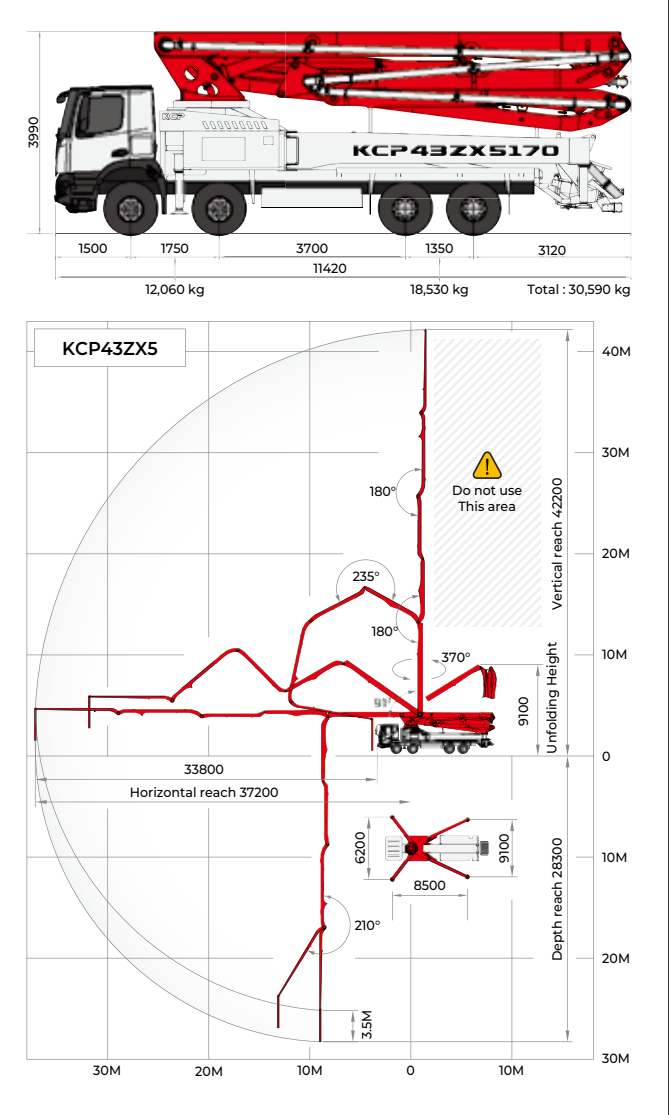 3990
KCP
KCP43ZX5170
1500
1750
3700
1350
3120
11420
12,060 kg
18,530 kg
Total : 30,590 kg
KCP43ZX5
40M
30M
20M
10M
0
10M
20M
30M
Do not use
This area
Vertical reach 42200
180°
235°
180°
370°
91°
Unfolding Height
9100
33800
Horizontal reach 37200
6200
9100
8500
Depth reach 28300
210°
3.5M
30M
20M
10M
0
10M